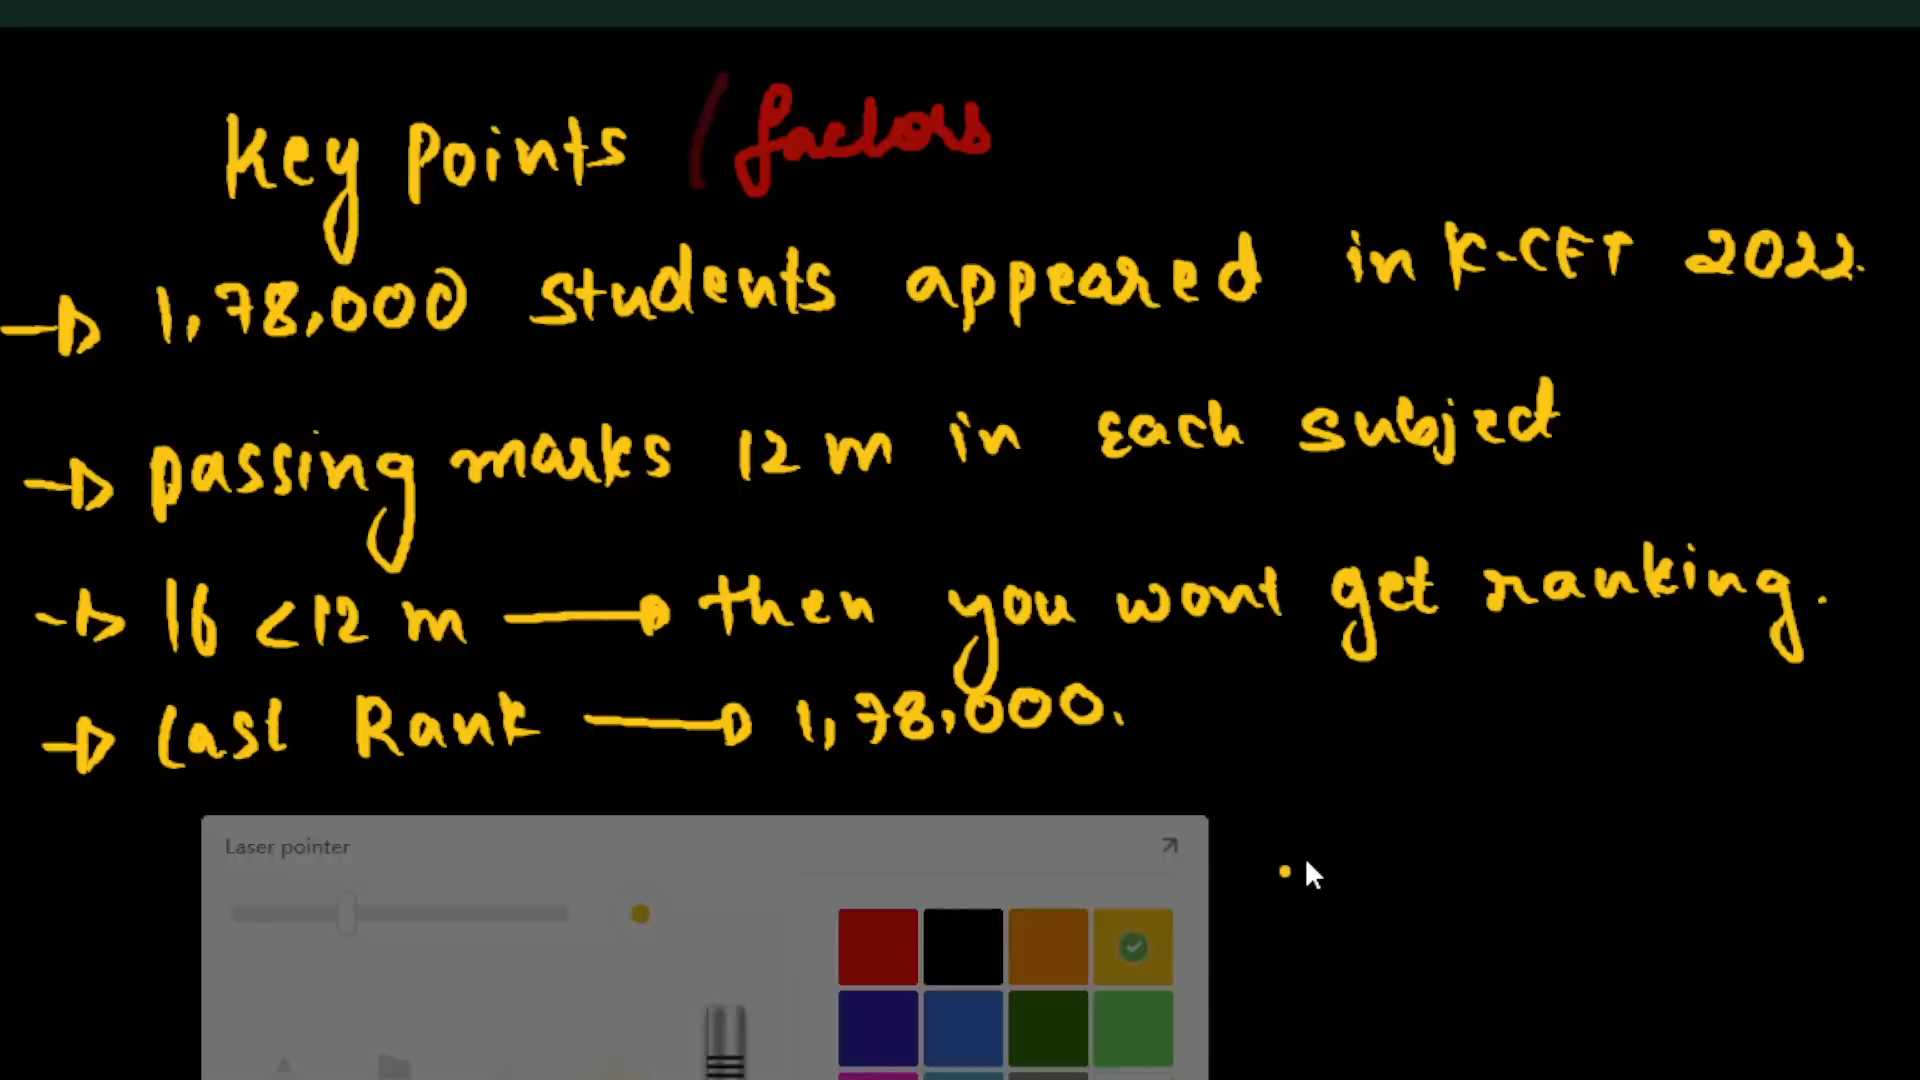 Key points / factors
1,78,000 students appeared in K-CET 2022.
passing marks 12 m in each subject
If < 12 m then you wont get ranking.
Last Rank 1,78,000.
Laser pointer